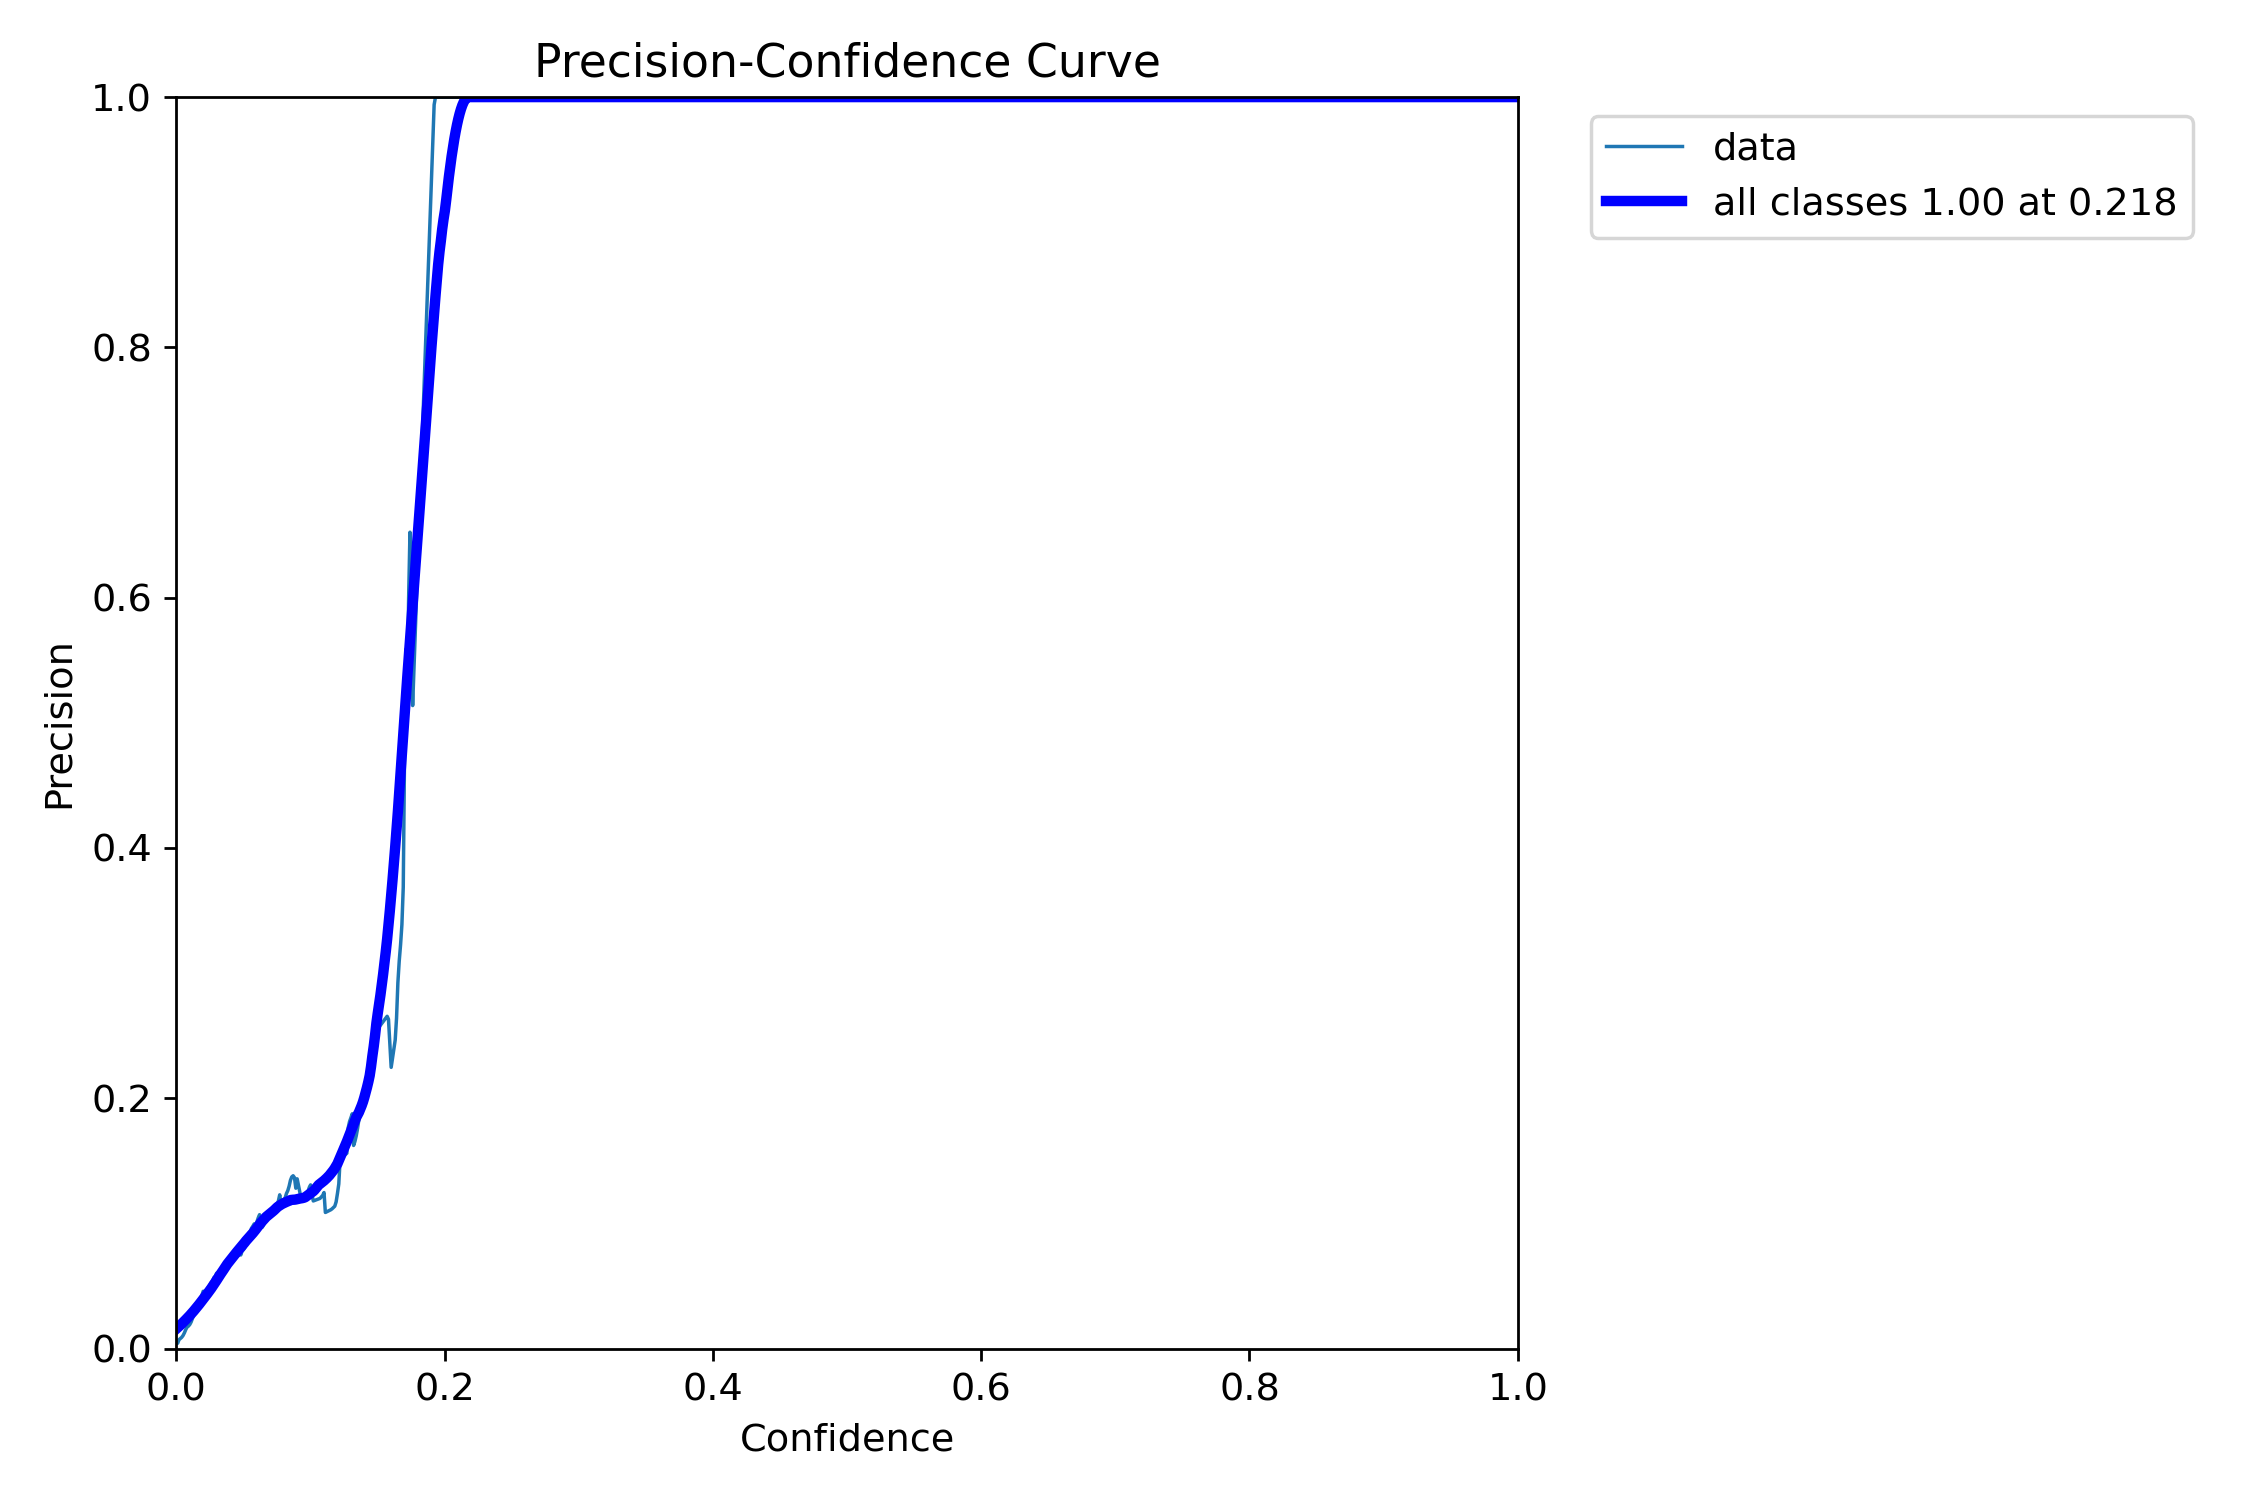 Precision-Confidence Curve
1.0
0.8
0.6
0.4
0.2
0.0
Precision
0.0 0.2 0.4 0.6 0.8 1.0
Confidence
data
all classes 1.00 at 0.218